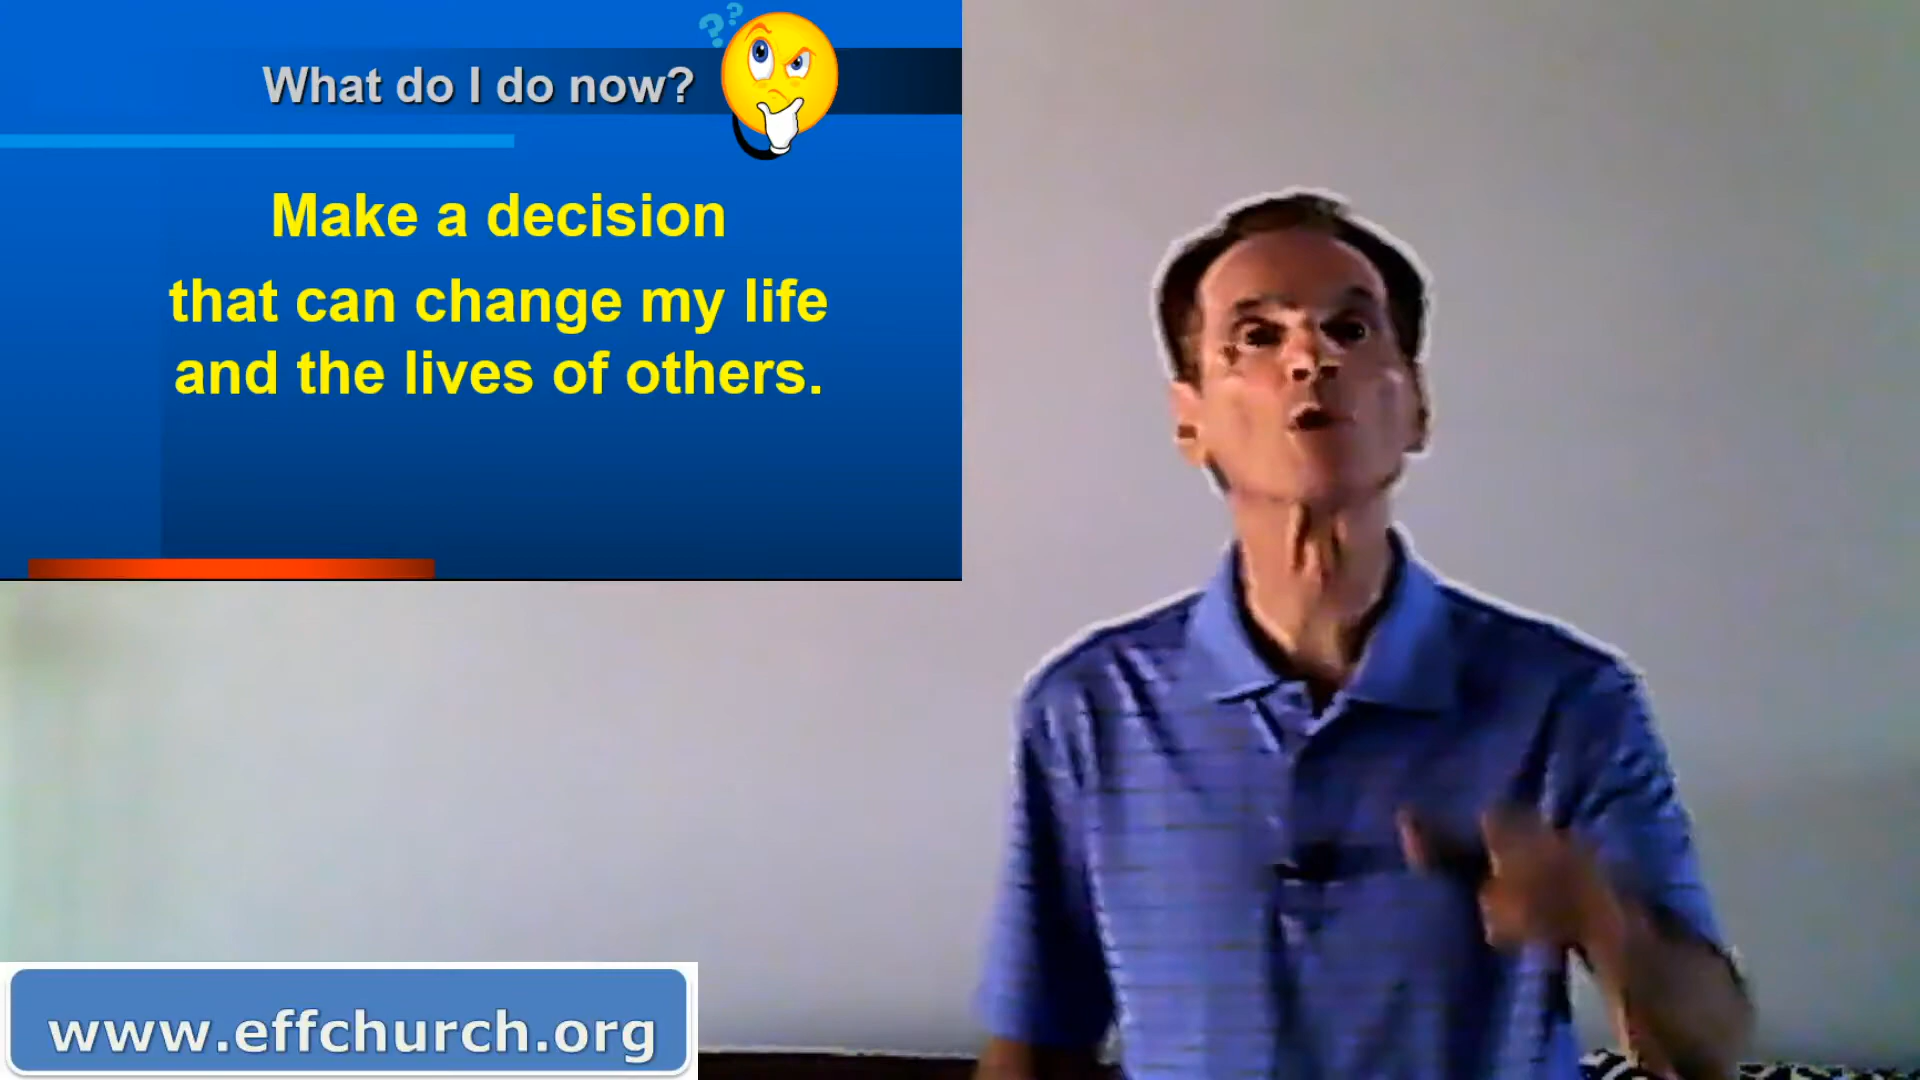 ??
What do I do now?
Make a decision
that can change my life
and the lives of others.
www.effchurch.org